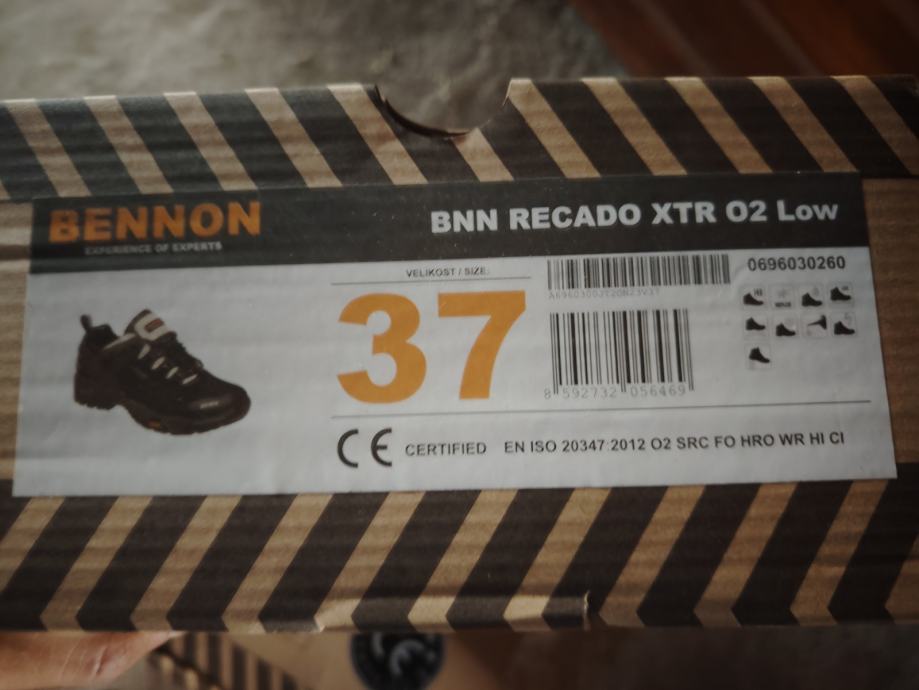 BENNON
EXPERIENCE OF EXPERTS
BNN RECADO XTR O2 Low
VELIKOST / SIZE:
37
0696030260
8 592732 056469
CE CERTIFIED EN ISO 20347:2012 O2 SRC FO HRO WR HI CI